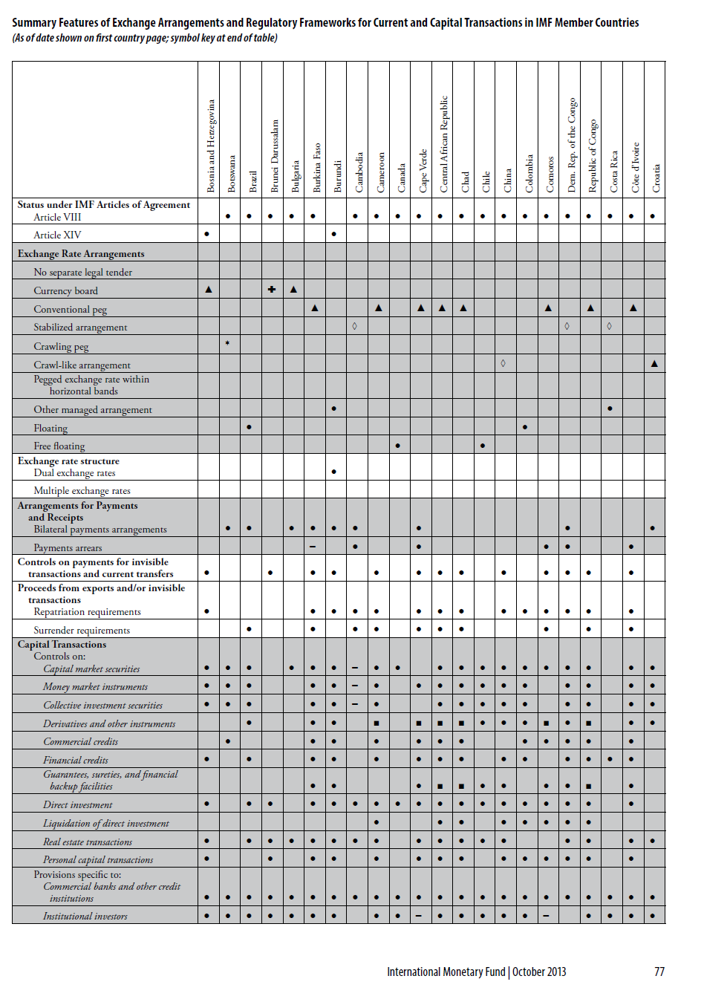 Summary Features of Exchange Arrangements and Regulatory Frameworks for Current and Capital Transactions in IMF Member Countries
(As of date shown on first country page; symbol key at end of table)
Bosnia and Herzegovina
Botswana
Brazil
Brunei Darussalam
Bulgaria
Burkina Faso
Burundi
Cambodia
Cameroon
Canada
Cape Verde
Central African Republic
Chad
Chile
China
Colombia
Comoros
Dem. Rep. of the Congo
Republic of Congo
Costa Rica
Côte d'Ivoire
Croatia
Status under IMF Articles of Agreement
Article VIII ● ● ● ● ● ● ● ● ● ● ● ● ● ● ● ● ● ● ● ●
Article XIV ● ●
Exchange Rate Arrangements
No separate legal tender
Currency board ▲ ✚ ▲
Conventional peg ▲ ▲ ▲ ▲ ▲ ▲ ▲ ▲
Stabilized arrangement ◊ ◊ ◊
Crawling peg *
Crawl-like arrangement ◊ ▲
Pegged exchange rate within
horizontal bands
Other managed arrangement ● ●
Floating ● ●
Free floating ● ●
Exchange rate structure
Dual exchange rates ●
Multiple exchange rates
Arrangements for Payments
and Receipts
Bilateral payments arrangements ● ● ● ● ● ● ● ● ●
Payments arrears – ● ● ● ● ●
Controls on payments for invisible
transactions and current transfers ● ● ● ● ● ● ● ● ● ● ● ● ●
Proceeds from exports and/or invisible
transactions
Repatriation requirements ● ● ● ● ● ● ● ● ● ● ● ● ● ●
Surrender requirements ● ● ● ● ● ● ● ● ● ●
Capital Transactions
Controls on:
Capital market securities ● ● ● ● ● ● – ● ● ● ● ● ● ● ● ● ● ● ●
Money market instruments ● ● ● ● ● – ● ● ● ● ● ● ● ● ● ● ●
Collective investment securities ● ● ● ● ● – ● ● ● ● ● ● ● ● ● ●
Derivatives and other instruments ● ● ● ■ ■ ■ ■ ● ● ● ■ ● ■ ● ●
Commercial credits ● ● ● ● ● ● ● ● ● ● ● ●
Financial credits ● ● ● ● ● ● ● ● ● ● ● ● ● ●
Guarantees, sureties, and financial
backup facilities ● ● ● ■ ■ ● ● ● ● ■ ●
Direct investment ● ● ● ● ● ● ● ● ● ● ● ● ● ● ● ● ● ●
Liquidation of direct investment ● ● ● ● ● ● ● ●
Real estate transactions ● ● ● ● ● ● ● ● ● ● ● ● ● ● ● ● ●
Personal capital transactions ● ● ● ● ● ● ● ● ● ● ● ● ● ●
Provisions specific to:
Commercial banks and other credit
institutions ● ● ● ● ● ● ● ● ● ● ● ● ● ● ● ● ● ● ● ● ● ●
Institutional investors ● ● ● ● ● ● ● ● ● – ● ● ● ● ● – ● ● ● ●
International Monetary Fund | October 2013 77